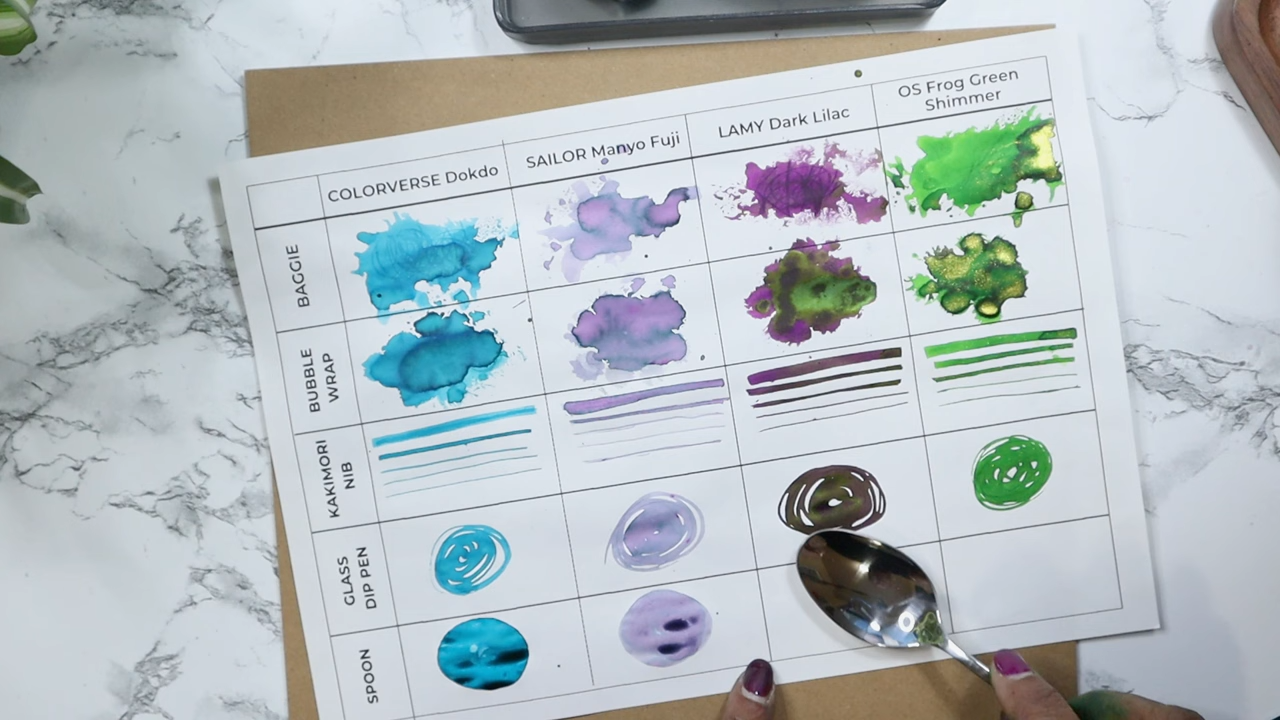 COLORVERSE Dokdo
SAILOR Manyo Fuji
LAMY Dark Lilac
OS Frog Green
Shimmer
BAGGIE
BUBBLE
WRAP
KAKIMORI
NIB
GLASS
DIP PEN
SPOON